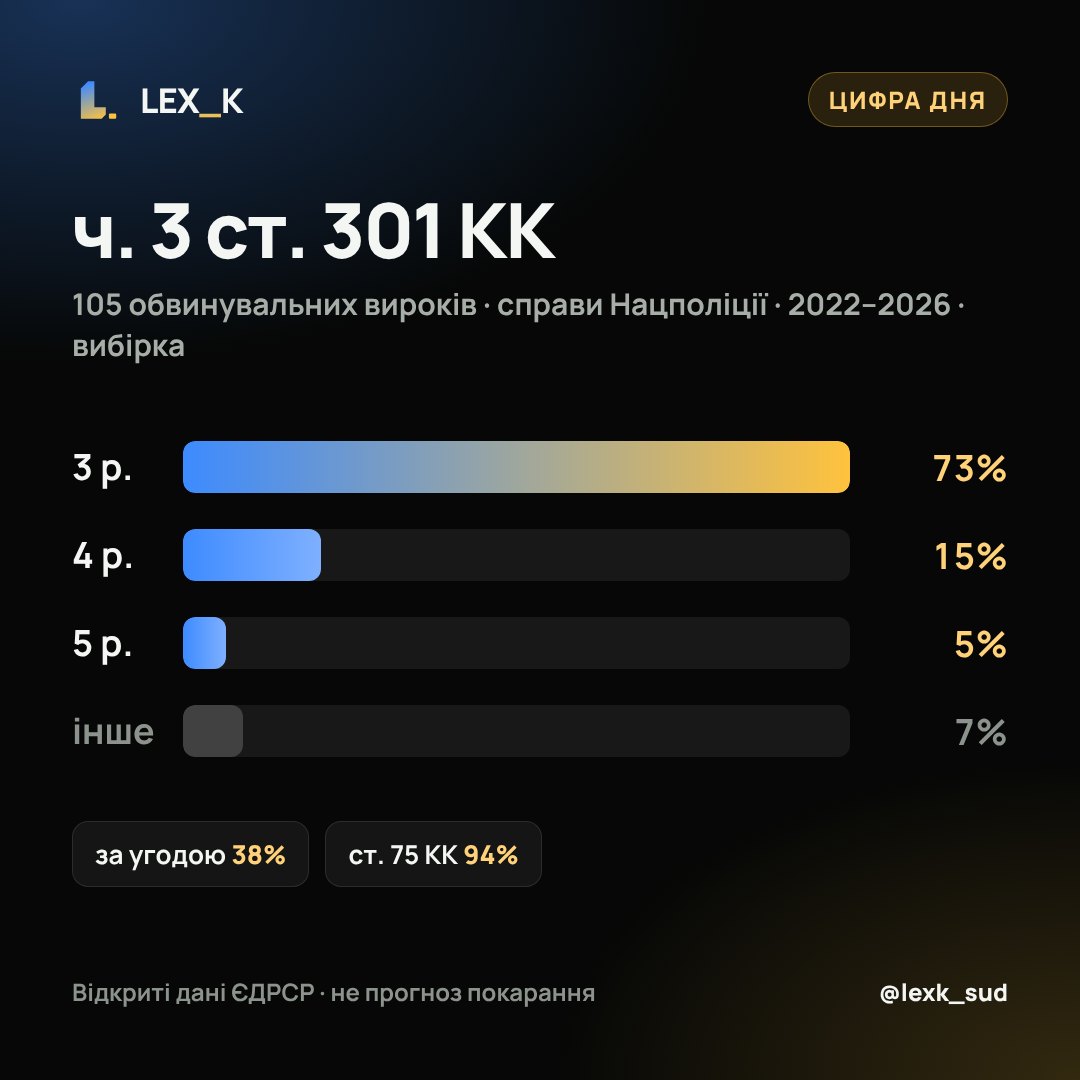 LEX_K
ЦИФРА ДНЯ
ч. 3 ст. 301 КК
105 обвинувальних вироків · справи Нацполіції · 2022–2026 ·
вибірка
3 р. 73%
4 р. 15%
5 р. 5%
інше 7%
за угодою 38%
ст. 75 КК 94%
Відкриті дані ЄДРСР · не прогноз покарання
@lexk_sud